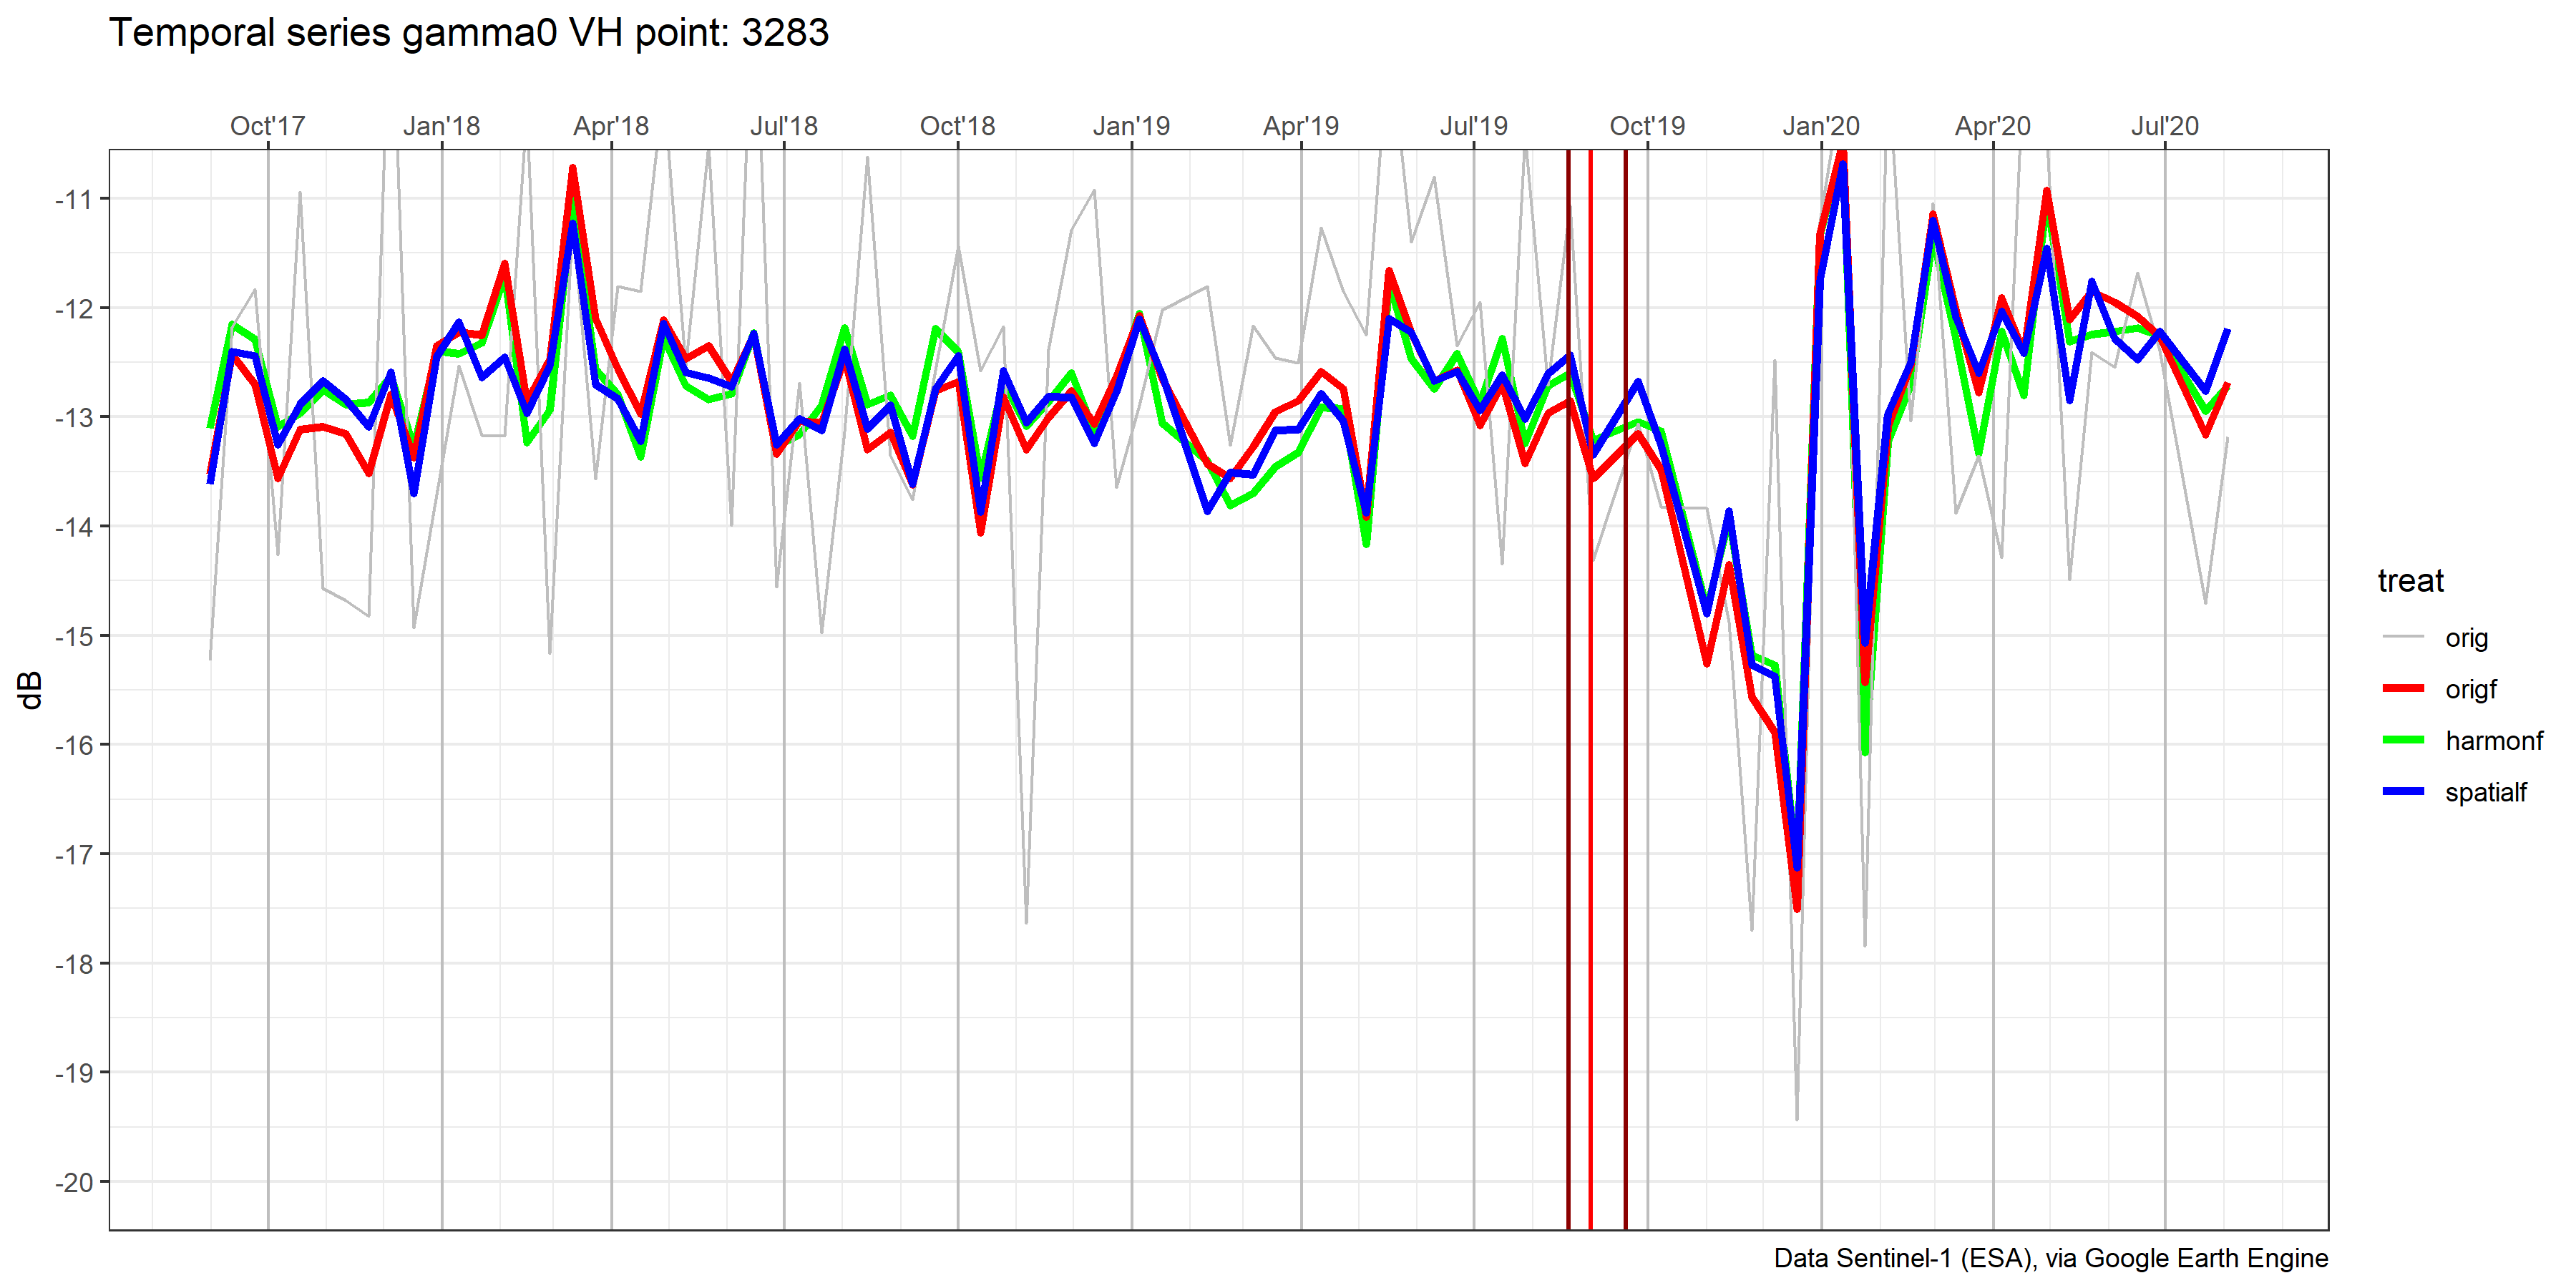 Temporal series gamma0 VH point: 3283
Oct'17 Jan'18 Apr'18 Jul'18 Oct'18 Jan'19 Apr'19 Jul'19 Oct'19 Jan'20 Apr'20 Jul'20
-11
-12
-13
-14
-15
-16
-17
-18
-19
-20
dB
treat
orig
origf
harmonf
spatialf
Data Sentinel-1 (ESA), via Google Earth Engine